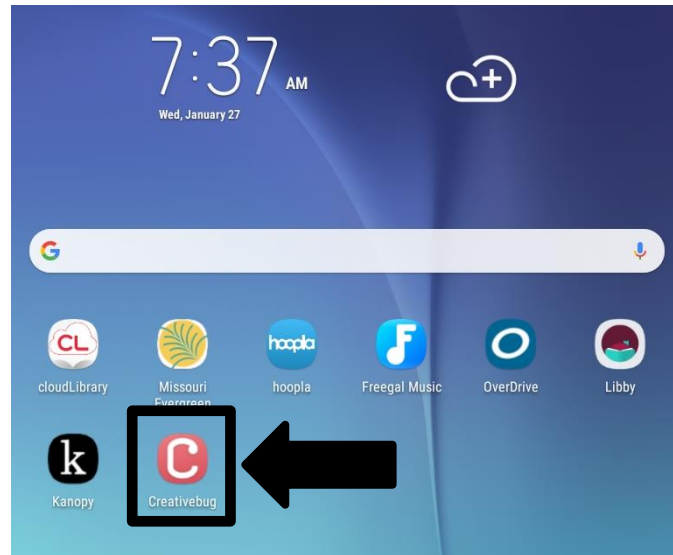 7:37 AM
Wed, January 27
G
CL
hoopla
cloudLibrary
Missouri
Evergreen
hoopla
Freegal Music
OverDrive
Libby
k
C
Kanopy
Creativebug